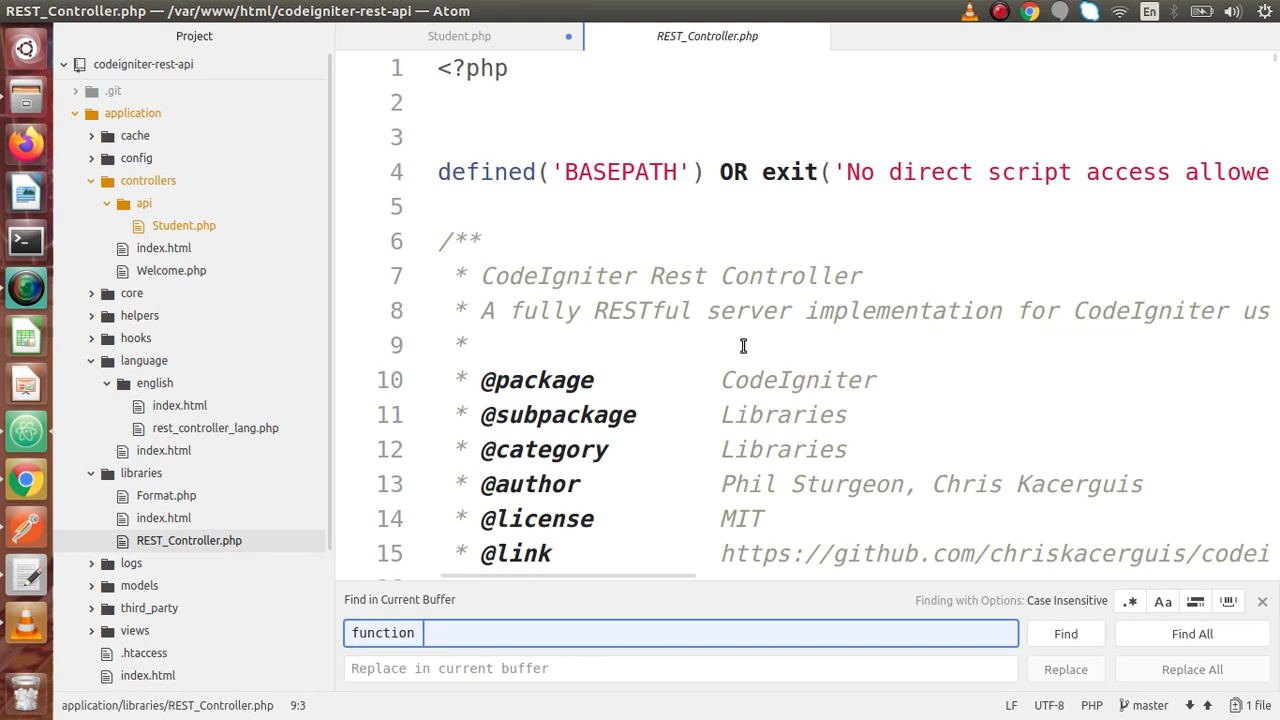 REST_Controller.php — /var/www/html/codeigniter-rest-api — Atom
En
Project
Student.php
REST_Controller.php
codeigniter-rest-api
.git
application
cache
config
controllers
api
Student.php
index.html
Welcome.php
core
helpers
hooks
language
english
index.html
rest_controller_lang.php
index.html
libraries
Format.php
index.html
REST_Controller.php
logs
models
third_party
views
.htaccess
index.html
1 <?php
2
3
4 defined('BASEPATH') OR exit('No direct script access allowe
5
6 /**
7 * CodeIgniter Rest Controller
8 * A fully RESTful server implementation for CodeIgniter us
9 *
10 * @package CodeIgniter
11 * @subpackage Libraries
12 * @category Libraries
13 * @author Phil Sturgeon, Chris Kacerguis
14 * @license MIT
15 * @link https://github.com/chriskacerguis/codei
Find in Current Buffer
Finding with Options: Case Insensitive
.* Aa
function
Find
Find All
Replace in current buffer
Replace
Replace All
application/libraries/REST_Controller.php 9:3
LF UTF-8 PHP master 1 file